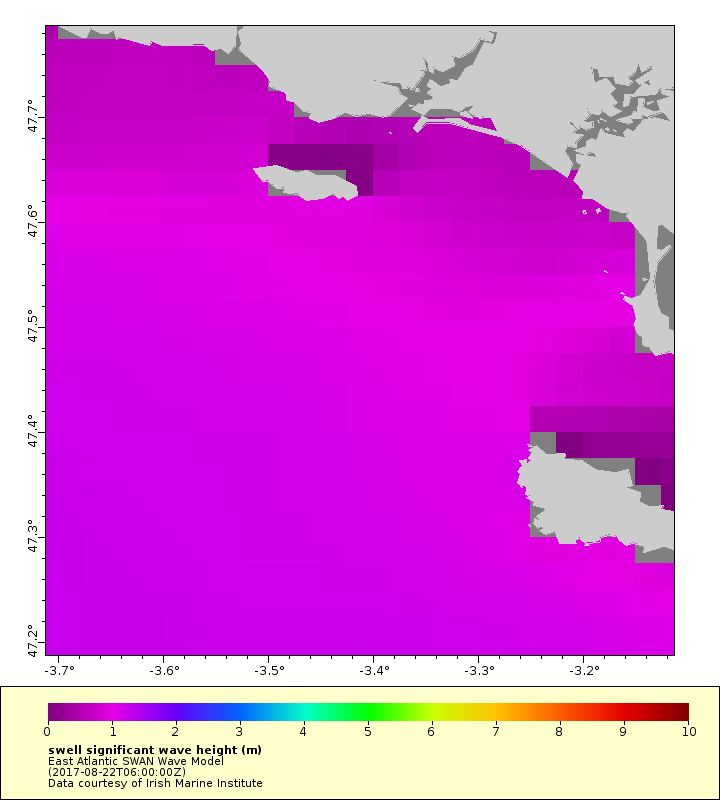 47.7°
47.6°
47.5°
47.4°
47.3°
47.2°
-3.7° -3.6° -3.5° -3.4° -3.3° -3.2°
0 1 2 3 4 5 6 7 8 9 10
swell significant wave height (m)
East Atlantic SWAN Wave Model
(2017-08-22T06:00:00Z)
Data courtesy of Irish Marine Institute